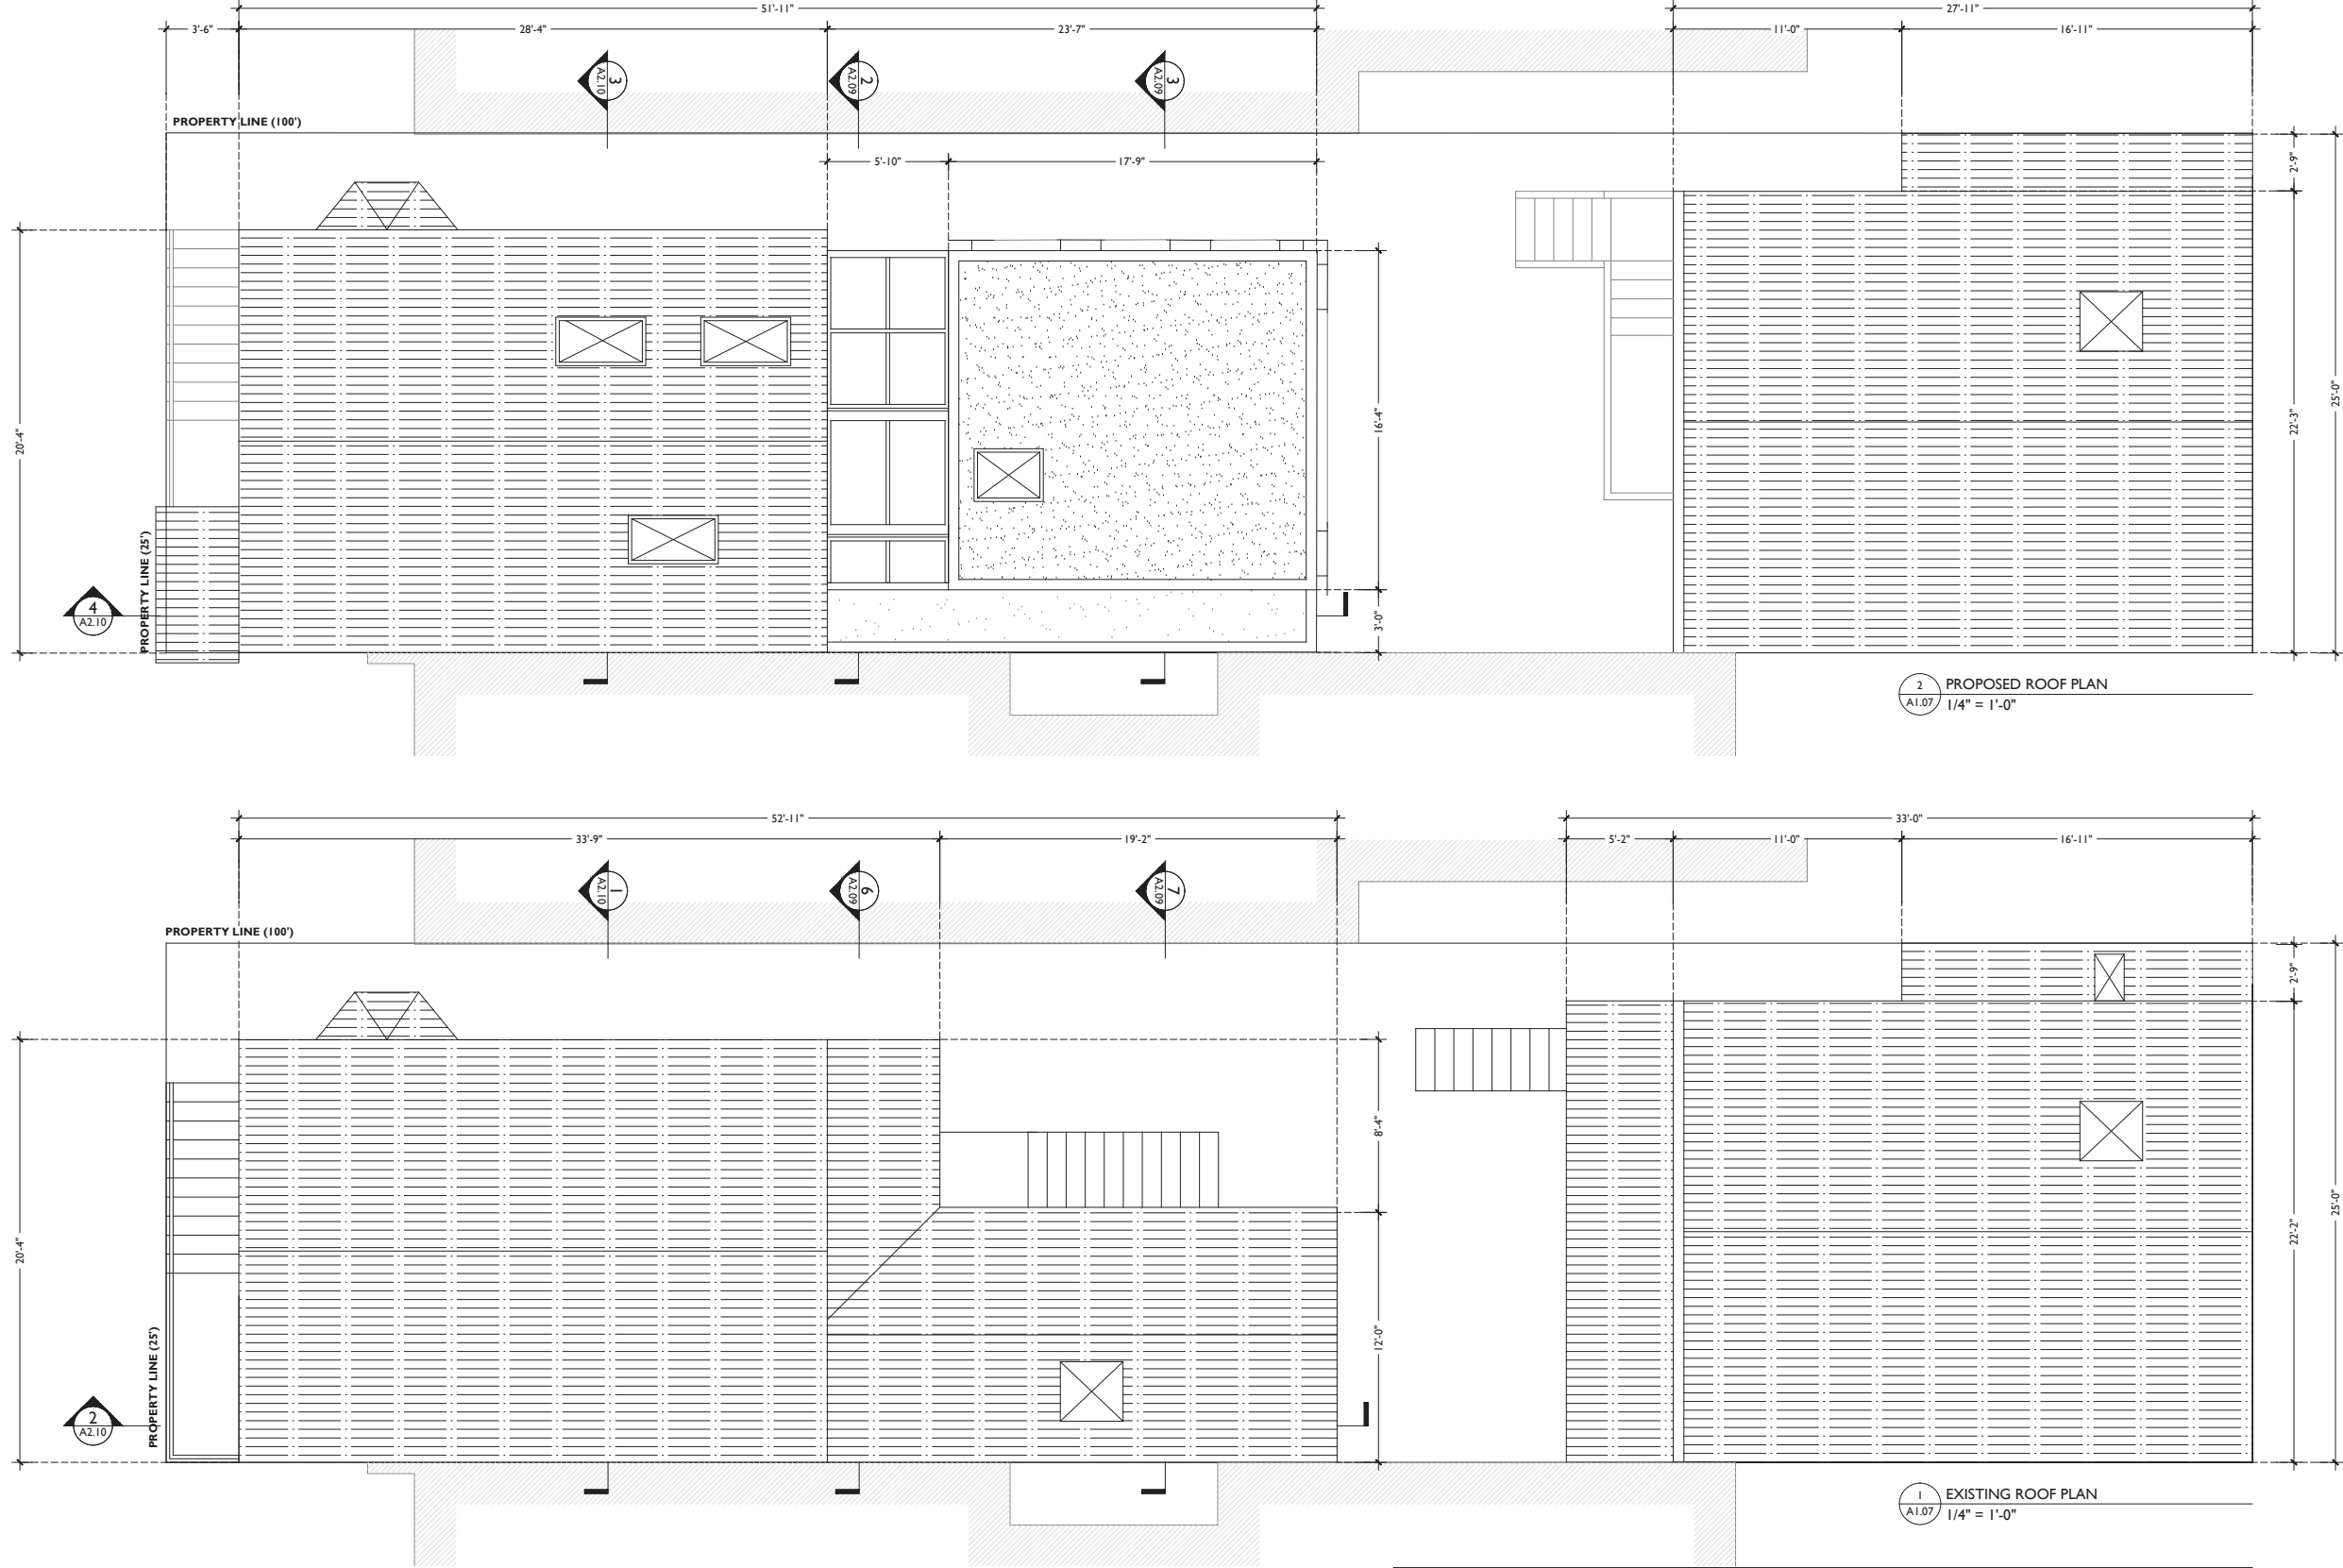 51'-11"
27'-11"
3'-6"
28'-4"
23'-7"
11'-0"
16'-11"
3
A2.10
2
A2.09
3
A2.09
PROPERTY LINE (100')
5'-10"
17'-9"
2'-9"
20'-4"
16'-4"
22'-3"
25'-0"
PROPERTY LINE (25')
4
A2.10
3'-0"
2
A1.07
PROPOSED ROOF PLAN
1/4" = 1'-0"
52'-11"
33'-0"
33'-9"
19'-2"
5'-2"
11'-0"
16'-11"
1
A2.10
6
A2.09
7
A2.09
PROPERTY LINE (100')
2'-9"
8'-4"
20'-4"
12'-0"
22'-2"
25'-0"
PROPERTY LINE (25')
2
A2.10
1
A1.07
EXISTING ROOF PLAN
1/4" = 1'-0"